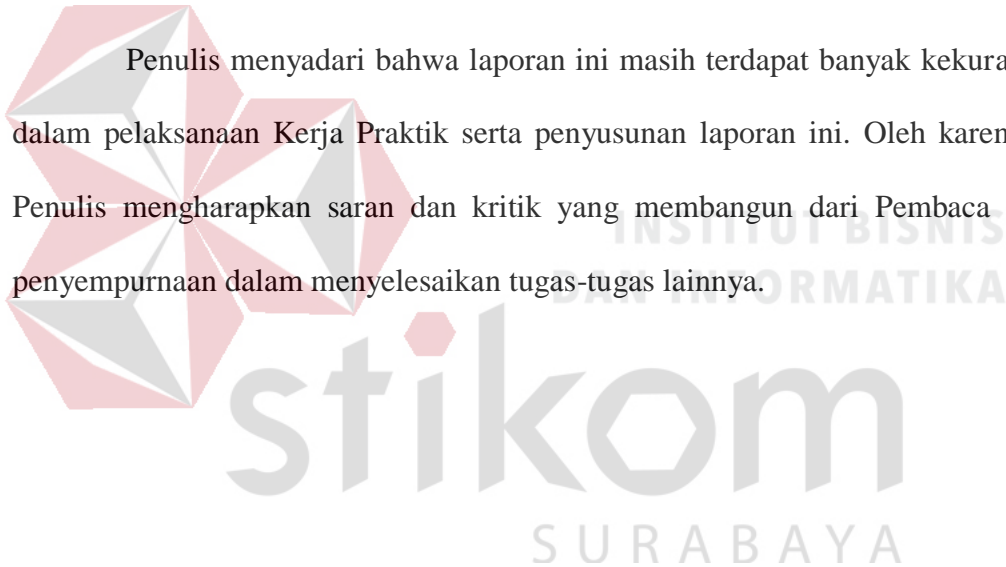 Penulis menyadari bahwa laporan ini masih terdapat banyak kekura
dalam pelaksanaan Kerja Praktik serta penyusunan laporan ini. Oleh karen
Penulis mengharapkan saran dan kritik yang membangun dari Pembaca
INSTITUT BISNIS
penyempurnaan dalam menyelesaikan tugas-tugas lainnya.
DAN INFORMATIKA
stikom
SURABAYA